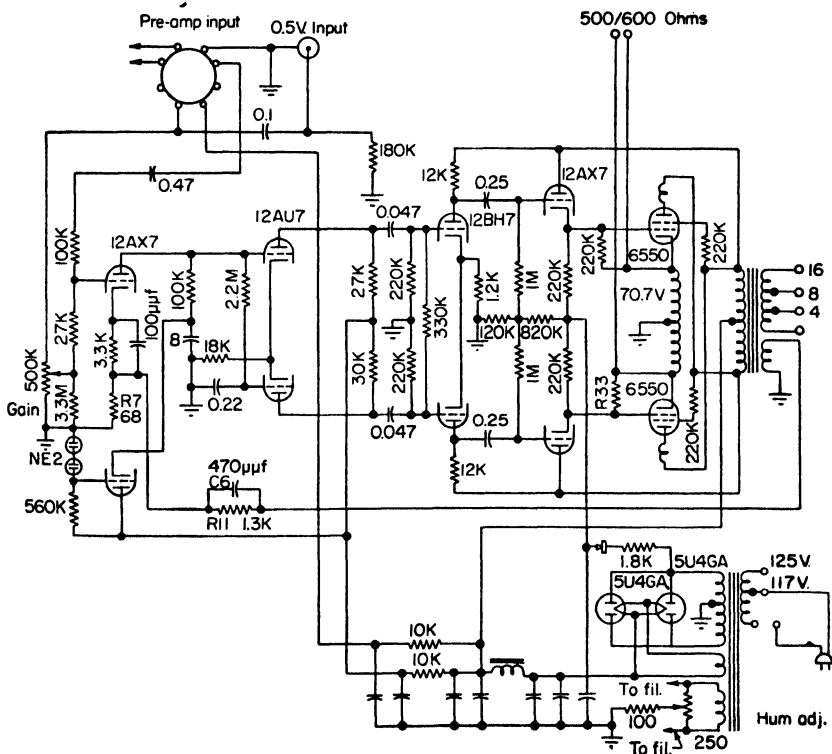 500/600 Ohms
Pre-amp input
0.5V. Input
0.1
180K
0.47
12K
0.25
12AX7
12AU7
0.047
12BH7
12AX7
100K
100µµf
100K
2.2M
27K
220K
1.2K
1M
220K
220K
6550
220K
16
8
4
70.7V
27K
3.3K
8
18K
330K
120K
820K
500K
Gain
3.3M
R7
68
0.22
30K
220K
1M
220K
R33
6550
0.047
0.25
220K
NE2
12K
470µµf
C6
560K
R11 1.3K
1.8K
5U4GA
5U4GA
125V.
117V.
10K
10K
To fil.
100
Hum adj.
250
To fil.